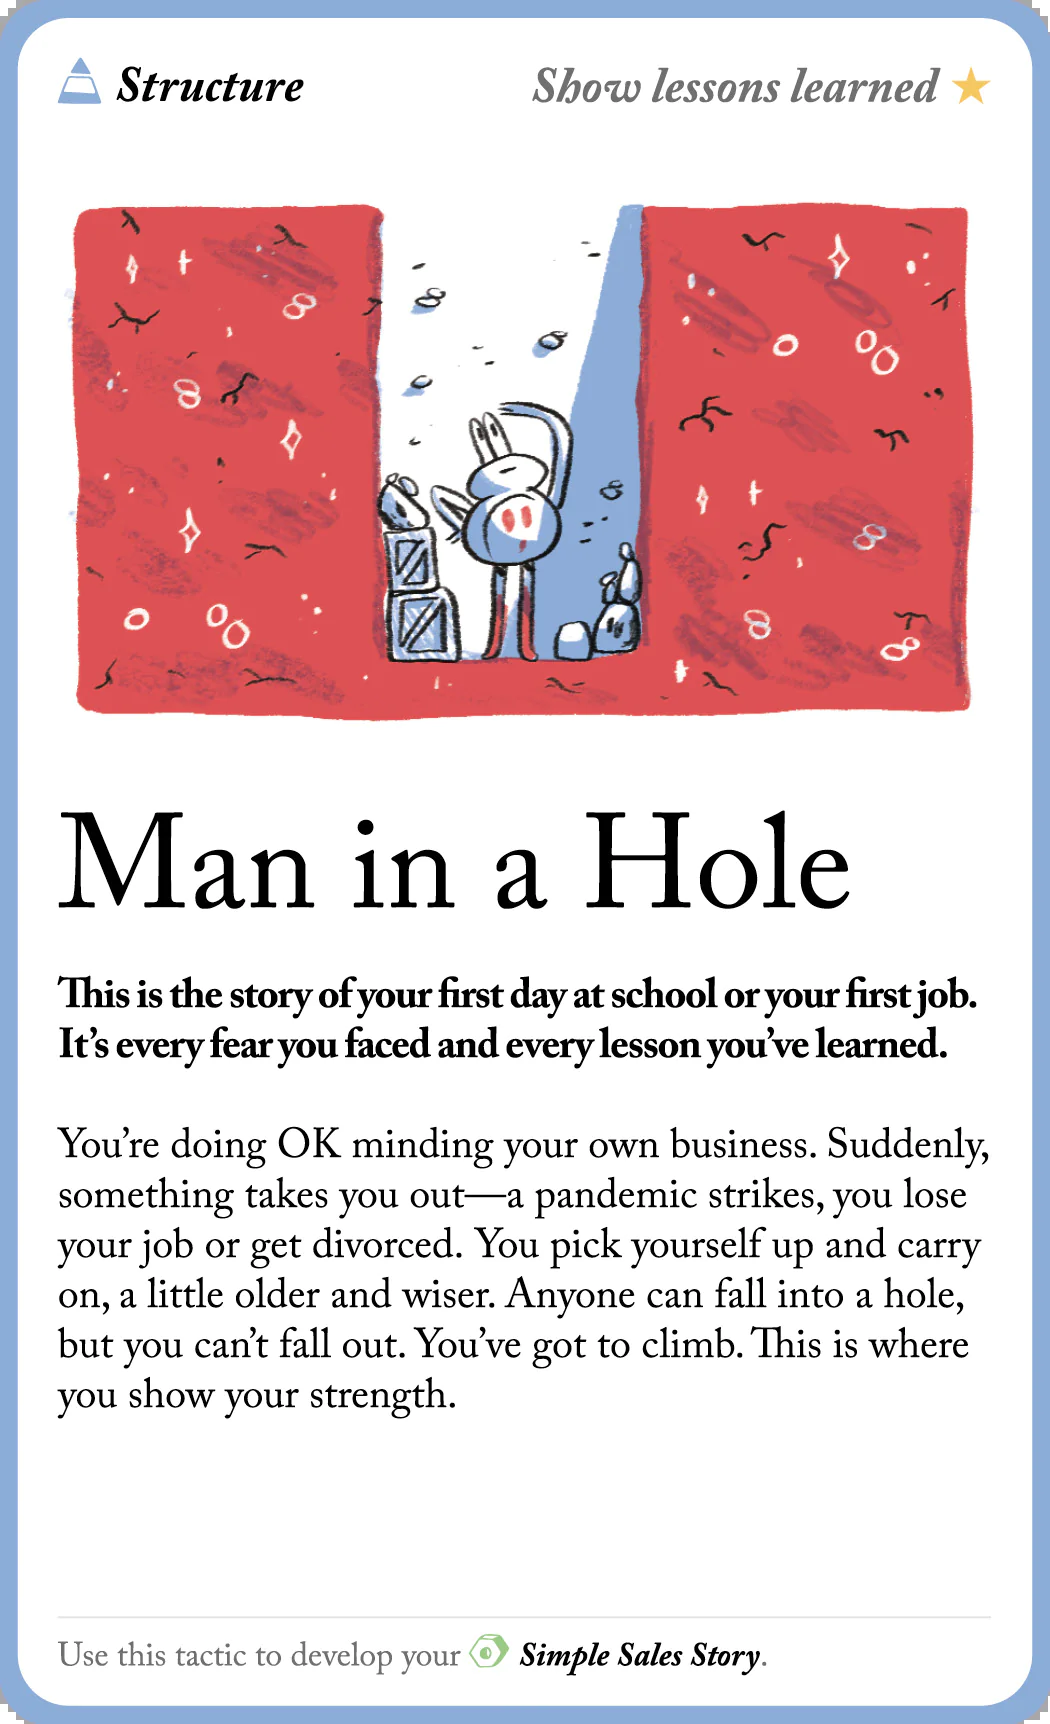 Structure
Show lessons learned
Man in a Hole
This is the story of your first day at school or your first job.
It’s every fear you faced and every lesson you’ve learned.
You’re doing OK minding your own business. Suddenly,
something takes you out—a pandemic strikes, you lose
your job or get divorced. You pick yourself up and carry
on, a little older and wiser. Anyone can fall into a hole,
but you can’t fall out. You’ve got to climb. This is where
you show your strength.
Use this tactic to develop your Simple Sales Story.